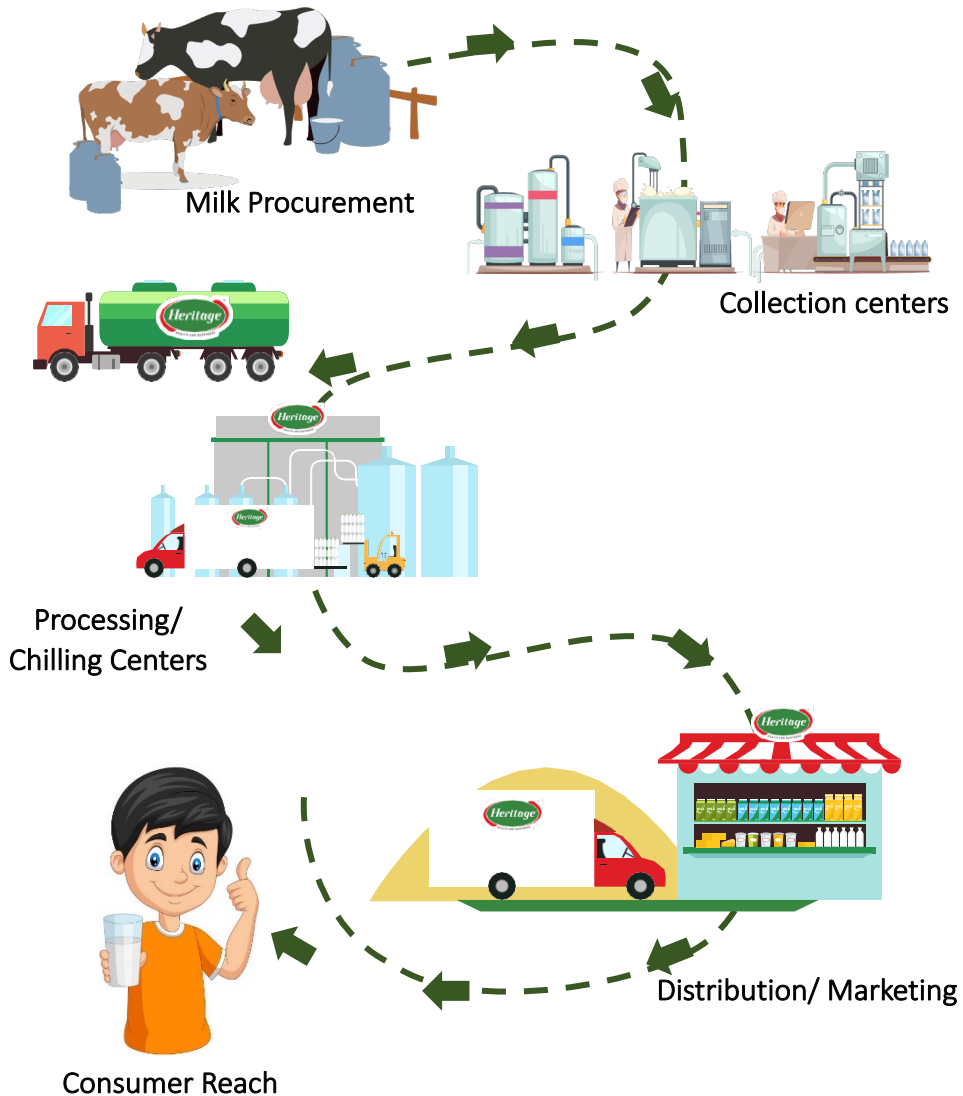 Milk Procurement
Collection centers
Heritage
Heritage
Heritage
Processing/
Chilling Centers
Heritage
Heritage
Distribution/ Marketing
Consumer Reach